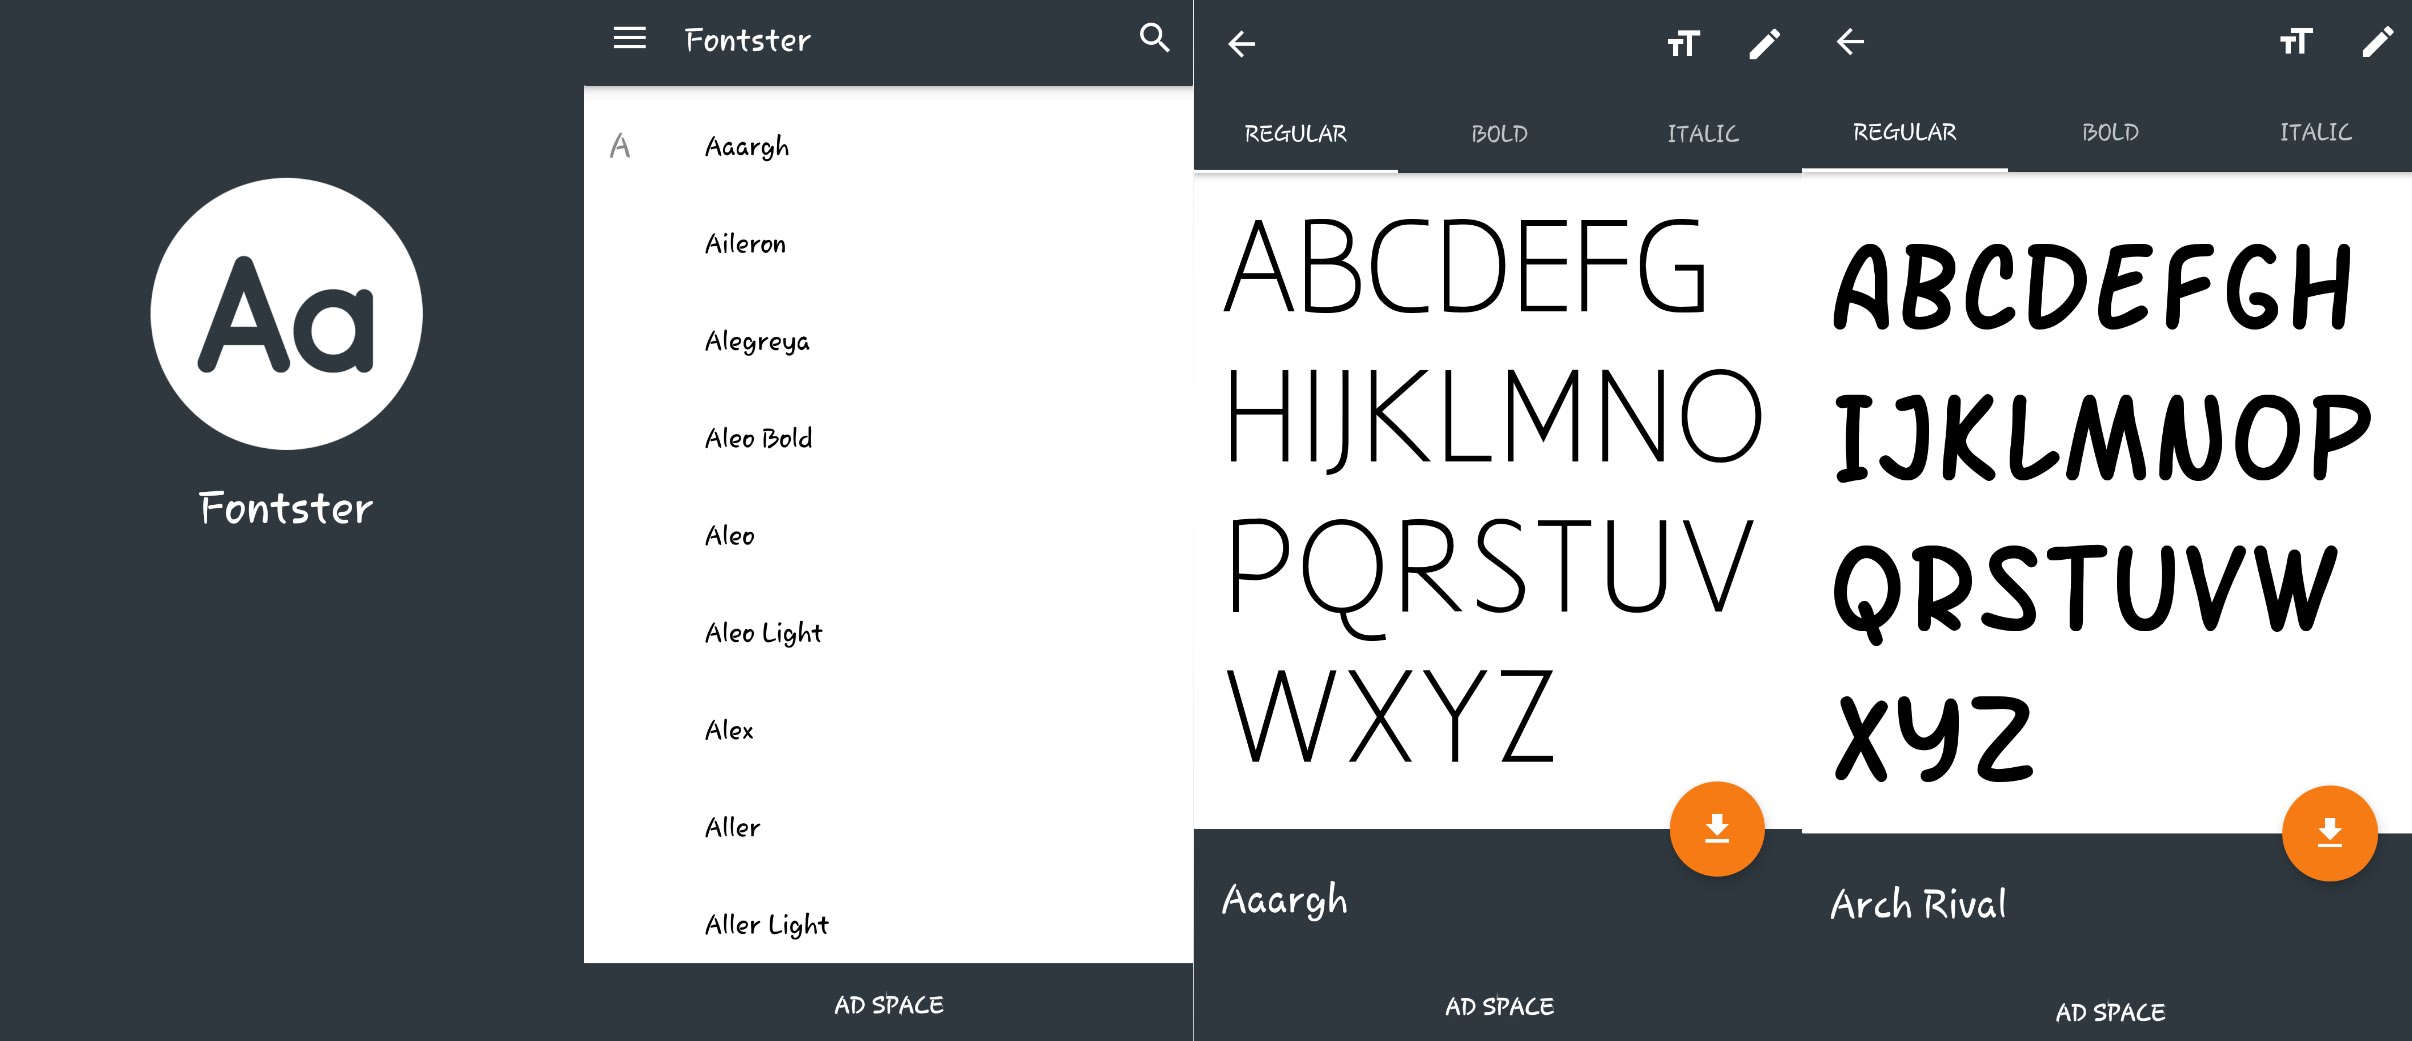 Aa
Fontster
Fontster
A
Aaargh
Aileron
Alegreya
Aleo Bold
Aleo
Aleo Light
Alex
Aller
Aller Light
AD SPACE
TT
REGULAR BOLD ITALIC
ABCDEFG
HIJKLMNO
PQRSTUV
WXYZ
Aaargh
AD SPACE
TT
REGULAR BOLD ITALIC
ABCDEFGH
IJKLMNOP
QRSTUVW
XYZ
Arch Rival
AD SPACE